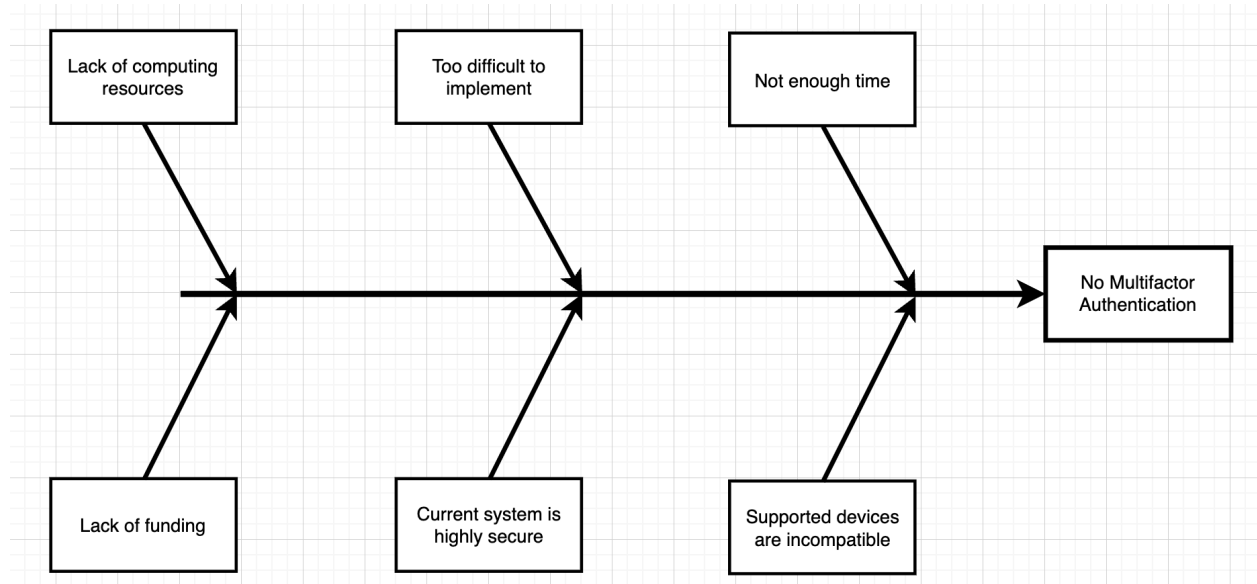 Lack of computing
resources
Too difficult to
implement
Not enough time
No Multifactor
Authentication
Lack of funding
Current system is
highly secure
Supported devices
are incompatible